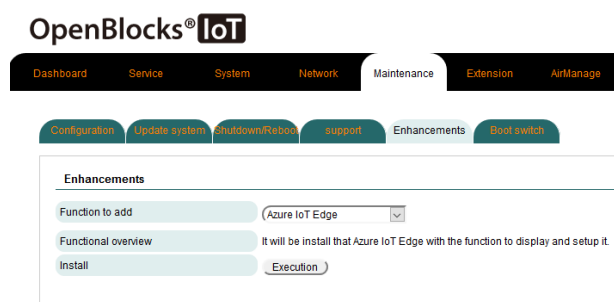 OpenBlocks® IoT
Dashboard Service System Network Maintenance Extension AirManage
Configuration Update system Shutdown/Reboot support Enhancements Boot switch
Enhancements
Function to add Azure IoT Edge
Functional overview It will be install that Azure IoT Edge with the function to display and setup it.
Install Execution